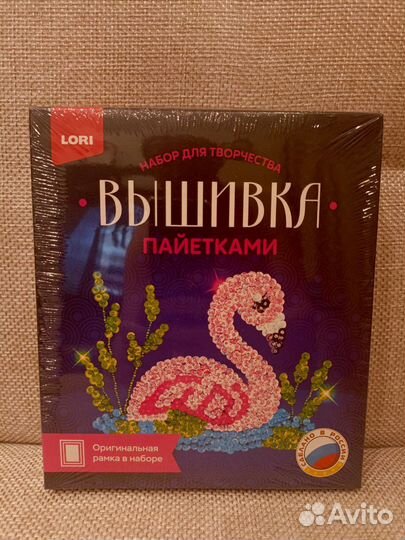 LORI
НАБОР ДЛЯ ТВОРЧЕСТВА
ВЫШИВКА
ПАЙЕТКАМИ
Оригинальная
рамка в наборе
СДЕЛАНО В РОССИИ
Avito